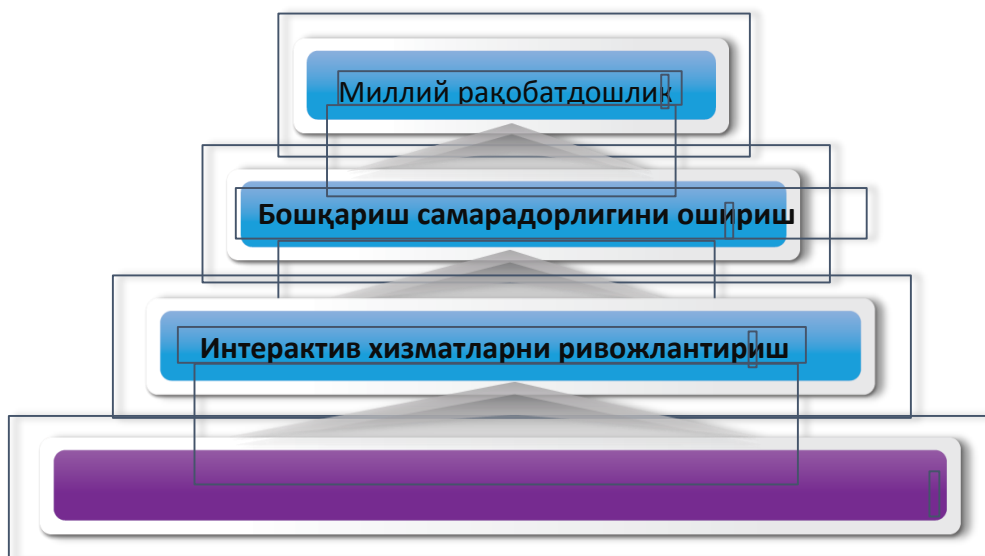 Миллий рақобатдошлик
Бошқариш самарадорлигини ошириш
Интерактив хизматларни ривожлантириш